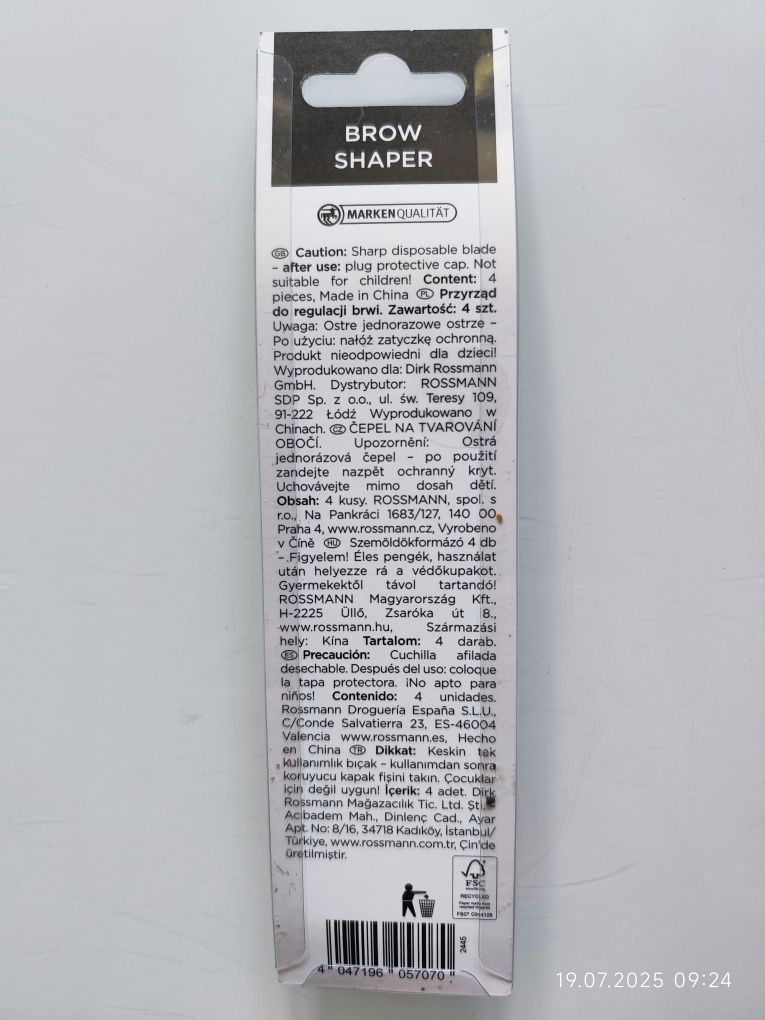 BROW
SHAPER
MARKENQUALITÄT
GB Caution: Sharp disposable blade
– after use: plug protective cap. Not
suitable for children! Content: 4
pieces, Made in China PL Przyrząd
do regulacji brwi. Zawartość: 4 szt.
Uwaga: Ostre jednorazowe ostrze –
Po użyciu: nałóż zatyczkę ochronną.
Produkt nieodpowiedni dla dzieci!
Wyprodukowano dla: Dirk Rossmann
GmbH. Dystrybutor: ROSSMANN
SDP Sp. z o.o., ul. św. Teresy 109,
91-222 Łódź Wyprodukowano w
Chinach. CZ ČEPEL NA TVAROVÁNÍ
OBOČÍ. Upozornění: Ostrá
jednorázová čepel – po použití
zandejte nazpět ochranný kryt.
Uchovávejte mimo dosah dětí.
Obsah: 4 kusy. ROSSMANN, spol. s
r.o., Na Pankráci 1683/127, 140 00
Praha 4, www.rossmann.cz, Vyrobeno
v Číně HU Szemöldökformázó 4 db
– .Figyelem! Éles pengék, használat
után helyezze rá a védőkupakot.
Gyermekektől távol tartandó!
ROSSMANN Magyarország Kft.,
H-2225 Üllő, Zsaróka út 8.,
www.rossmann.hu, Származási
hely: Kína Tartalom: 4 darab.
ES Precaución: Cuchilla afilada
desechable. Después del uso: coloque
la tapa protectora. ¡No apto para
niños! Contenido: 4 unidades.
Rossmann Droguería España S.L.U.,
C/Conde Salvatierra 23, ES-46004
Valencia www.rossmann.es, Hecho
en China TR Dikkat: Keskin tek
kullanımlık bıçak – kullanımdan sonra
koruyucu kapak fişini takın. Çocuklar
için değil uygun! İçerik: 4 adet. Dirk
Rossmann Mağazacılık Tic. Ltd. Şti.
Acıbadem Mah., Dinlenç Cad., Ayar
Apt. No: 8/16, 34718 Kadıköy, İstanbul/
Türkiye, www.rossmann.com.tr, Çin'de
üretilmiştir.
FSC
RECYCLED
Paper made from
recycled material
FSC®
2445
4 047196 057070
19.07.2025 09:24